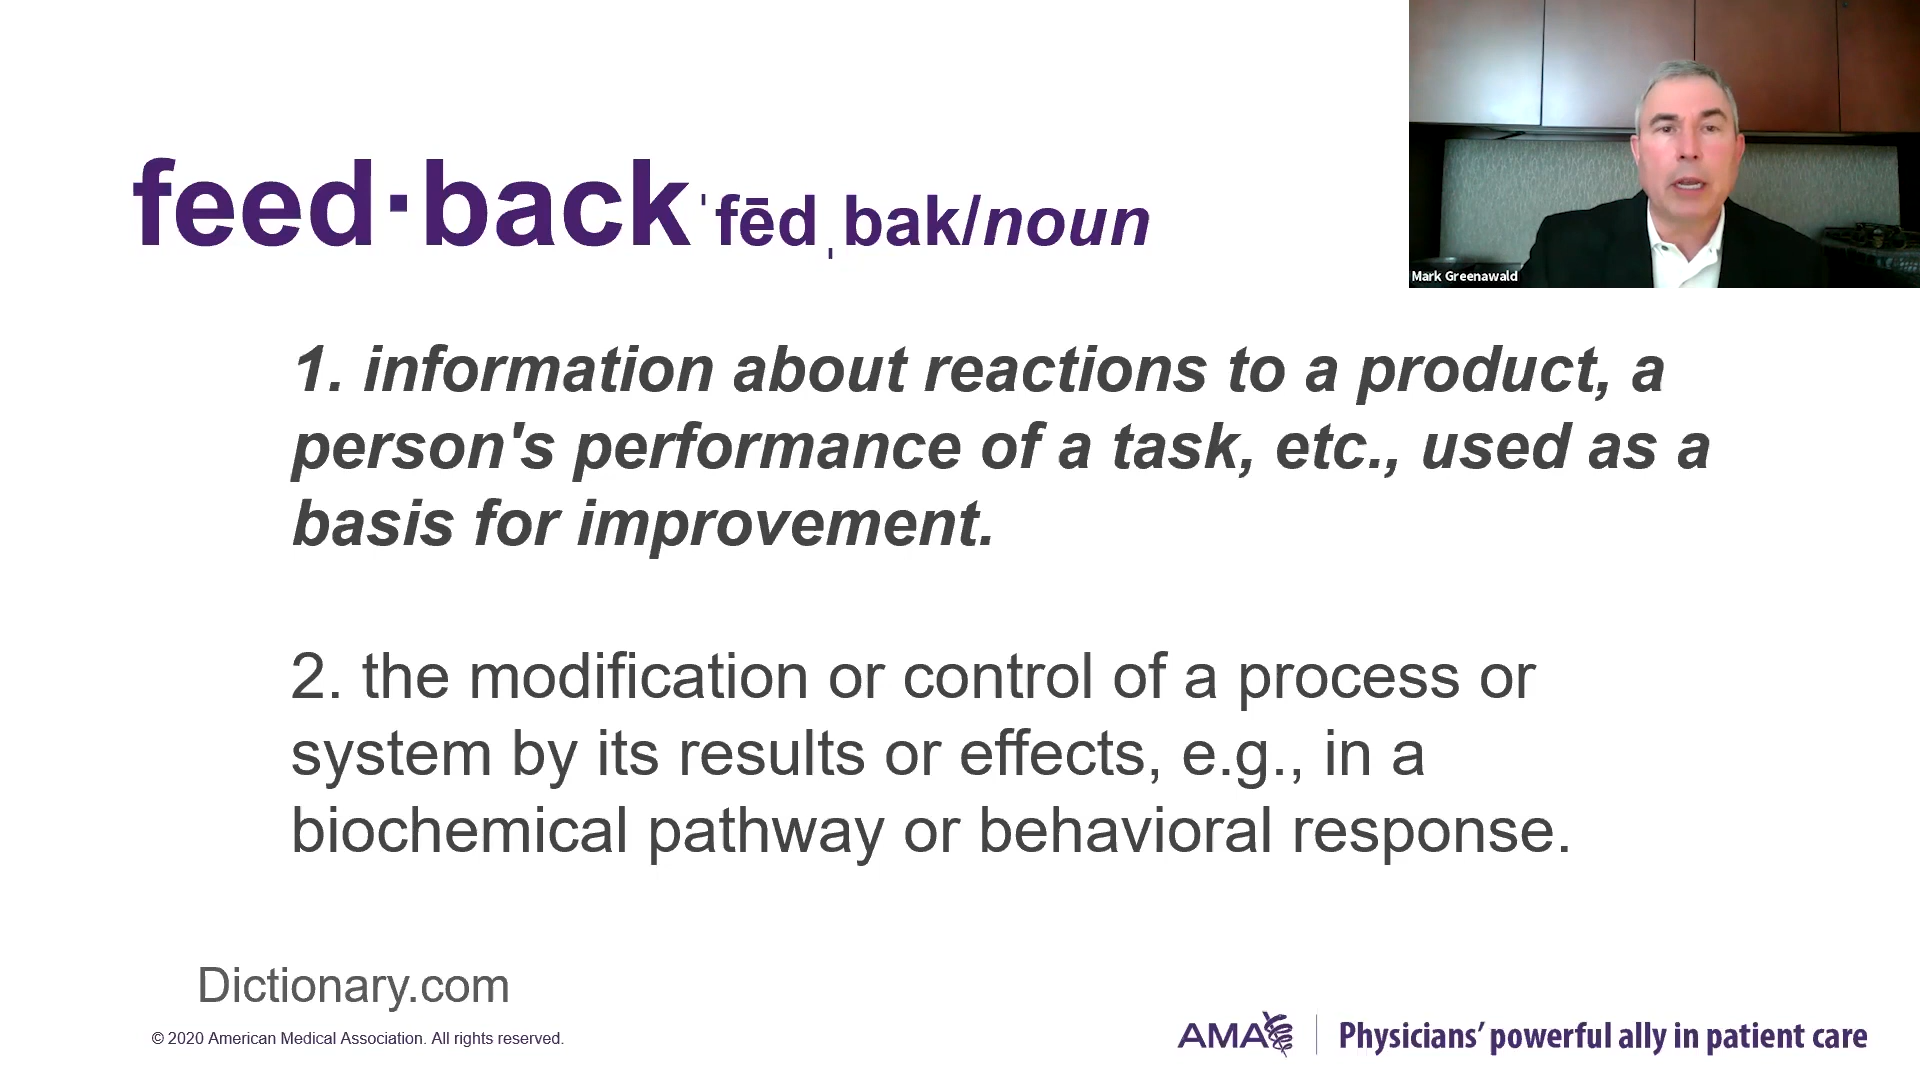 feed·back ˈfēdˌbak/noun
Mark Greenawald
1. information about reactions to a product, a
person's performance of a task, etc., used as a
basis for improvement.
2. the modification or control of a process or
system by its results or effects, e.g., in a
biochemical pathway or behavioral response.
Dictionary.com
© 2020 American Medical Association. All rights reserved.
AMA Physicians’ powerful ally in patient care